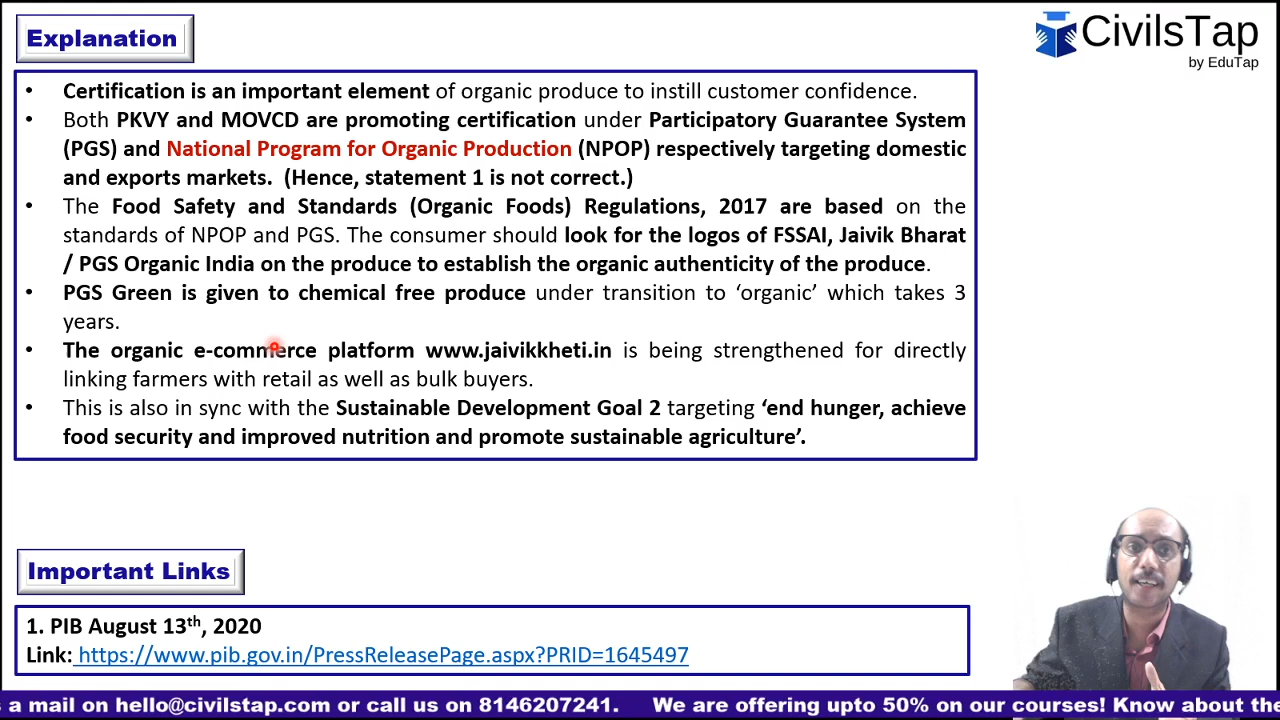 Explanation
CivilsTap
by EduTap
• Certification is an important element of organic produce to instill customer confidence.
• Both PKVY and MOVCD are promoting certification under Participatory Guarantee System
(PGS) and National Program for Organic Production (NPOP) respectively targeting domestic
and exports markets. (Hence, statement 1 is not correct.)
• The Food Safety and Standards (Organic Foods) Regulations, 2017 are based on the
standards of NPOP and PGS. The consumer should look for the logos of FSSAI, Jaivik Bharat
/ PGS Organic India on the produce to establish the organic authenticity of the produce.
• PGS Green is given to chemical free produce under transition to ‘organic’ which takes 3
years.
• The organic e-commerce platform www.jaivikkheti.in is being strengthened for directly
linking farmers with retail as well as bulk buyers.
• This is also in sync with the Sustainable Development Goal 2 targeting ‘end hunger, achieve
food security and improved nutrition and promote sustainable agriculture’.
Important Links
1. PIB August 13th, 2020
Link: https://www.pib.gov.in/PressReleasePage.aspx?PRID=1645497
s a mail on hello@civilstap.com or call us on 8146207241. We are offering upto 50% on our courses! Know about the